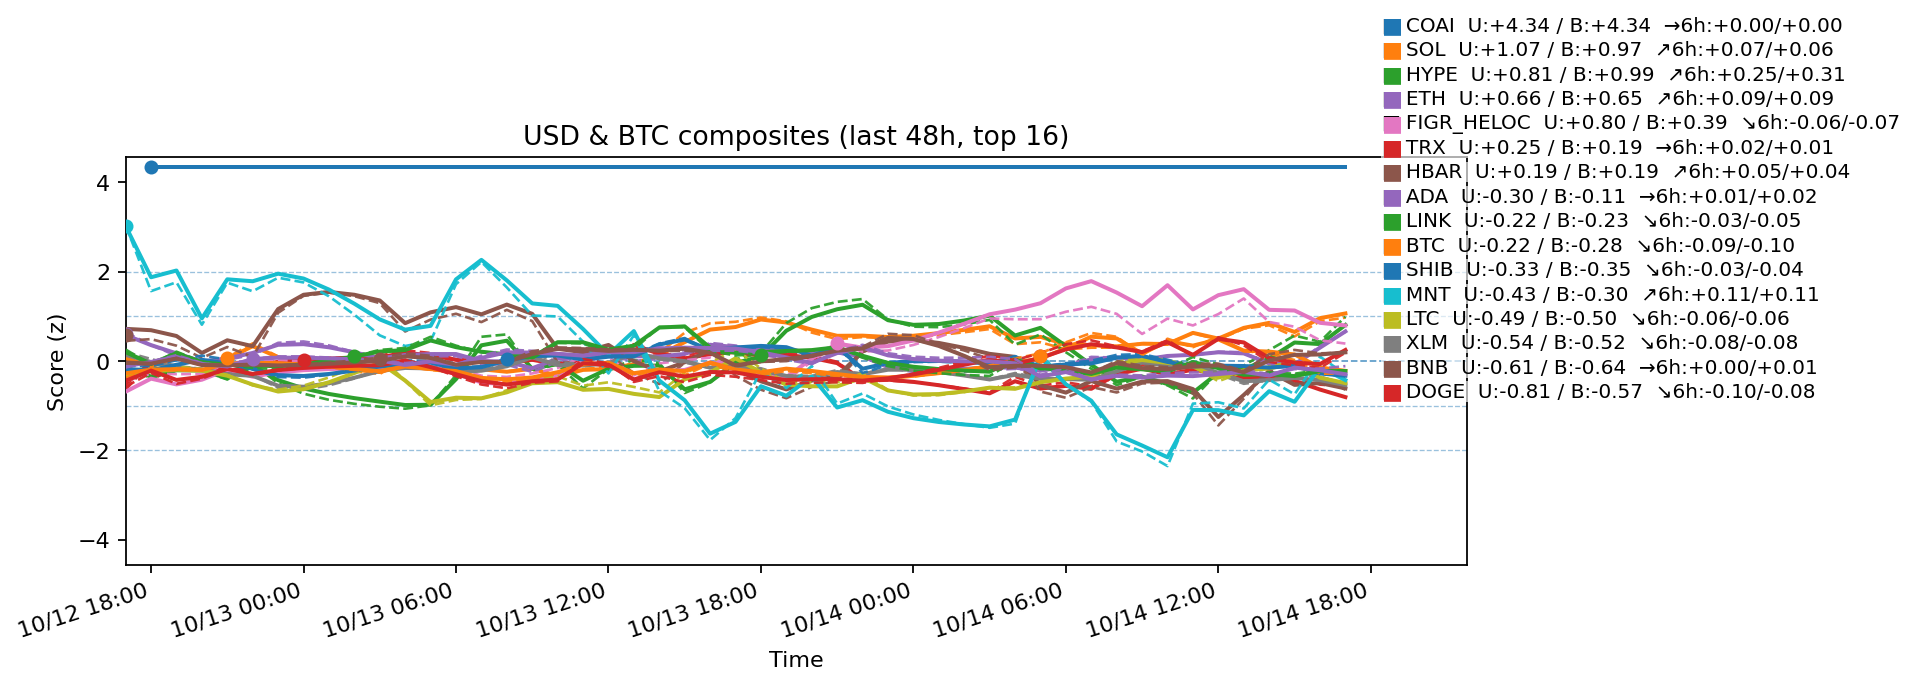 COAI U:+4.34 / B:+4.34 →6h:+0.00/+0.00
SOL U:+1.07 / B:+0.97 ↗6h:+0.07/+0.06
HYPE U:+0.81 / B:+0.99 ↗6h:+0.25/+0.31
ETH U:+0.66 / B:+0.65 ↗6h:+0.09/+0.09
FIGR_HELOC U:+0.80 / B:+0.39 ↘6h:-0.06/-0.07
TRX U:+0.25 / B:+0.19 →6h:+0.02/+0.01
HBAR U:+0.19 / B:+0.19 ↗6h:+0.05/+0.04
ADA U:-0.30 / B:-0.11 →6h:+0.01/+0.02
LINK U:-0.22 / B:-0.23 ↘6h:-0.03/-0.05
BTC U:-0.22 / B:-0.28 ↘6h:-0.09/-0.10
SHIB U:-0.33 / B:-0.35 ↘6h:-0.03/-0.04
MNT U:-0.43 / B:-0.30 ↗6h:+0.11/+0.11
LTC U:-0.49 / B:-0.50 ↘6h:-0.06/-0.06
XLM U:-0.54 / B:-0.52 ↘6h:-0.08/-0.08
BNB U:-0.61 / B:-0.64 →6h:+0.00/+0.01
DOGE U:-0.81 / B:-0.57 ↘6h:-0.10/-0.08
USD & BTC composites (last 48h, top 16)
Score (z)
4
2
0
−2
−4
10/12 18:00
10/13 00:00
10/13 06:00
10/13 12:00
10/13 18:00
10/14 00:00
10/14 06:00
10/14 12:00
10/14 18:00
Time